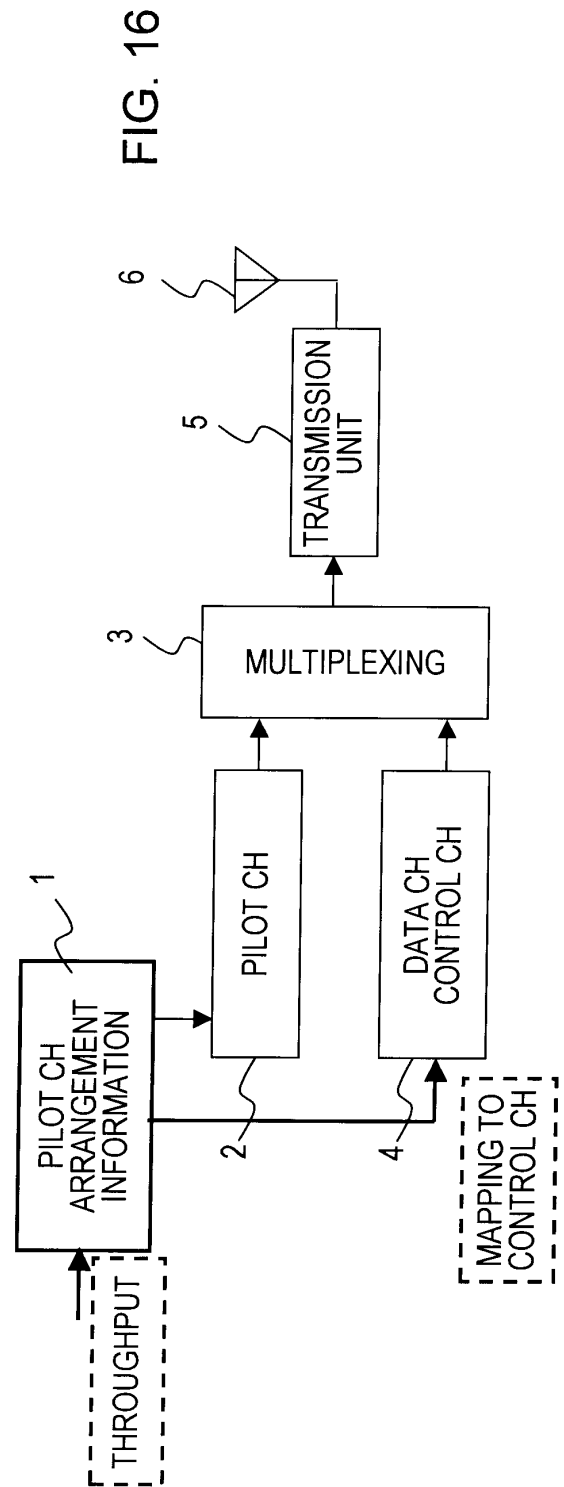 FIG. 16
THROUGHPUT
PILOT CH
ARRANGEMENT
INFORMATION
1
PILOT CH
2
DATA CH
CONTROL CH
4
MAPPING TO
CONTROL CH
MULTIPLEXING
3
TRANSMISSION
UNIT
5
6